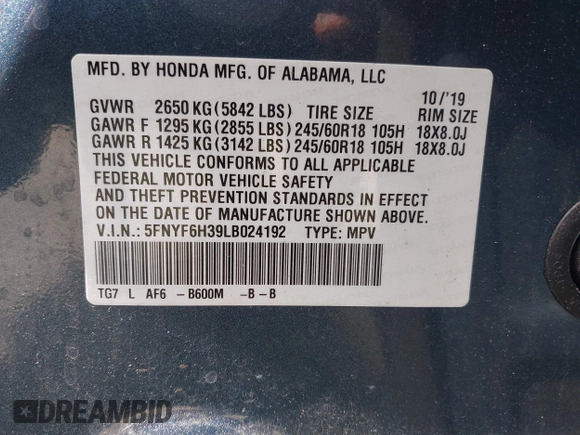 MFD. BY HONDA MFG. OF ALABAMA, LLC
10/'19
GVWR 2650 KG (5842 LBS) TIRE SIZE RIM SIZE
GAWR F 1295 KG (2855 LBS) 245/60R18 105H 18X8.0J
GAWR R 1425 KG (3142 LBS) 245/60R18 105H 18X8.0J
THIS VEHICLE CONFORMS TO ALL APPLICABLE
FEDERAL MOTOR VEHICLE SAFETY
AND THEFT PREVENTION STANDARDS IN EFFECT
ON THE DATE OF MANUFACTURE SHOWN ABOVE.
V.I.N.: 5FNYF6H39LB024192 TYPE: MPV
TG7 L AF6 -B600M -B-B
DREAMBID